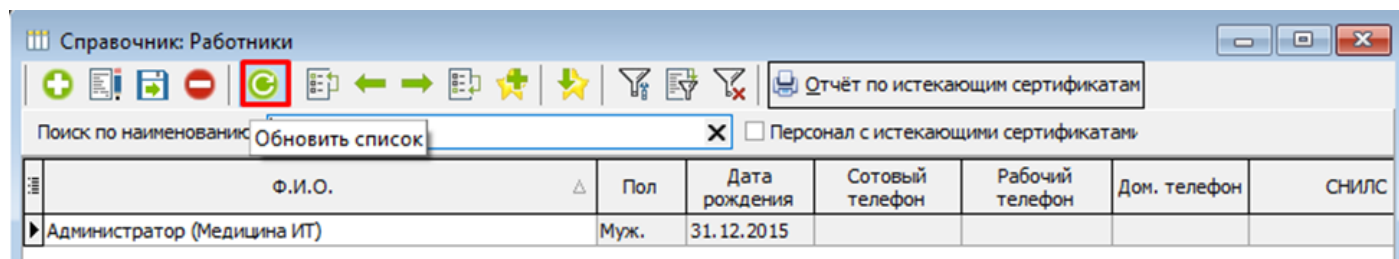 Справочник: Работники
Отчёт по истекающим сертификатам
Поиск по наименованию
Обновить список
Персонал с истекающими сертификатами
Ф.И.О. Пол Дата рождения Сотовый телефон Рабочий телефон Дом. телефон СНИЛС
Администратор (Медицина ИТ) Муж. 31.12.2015